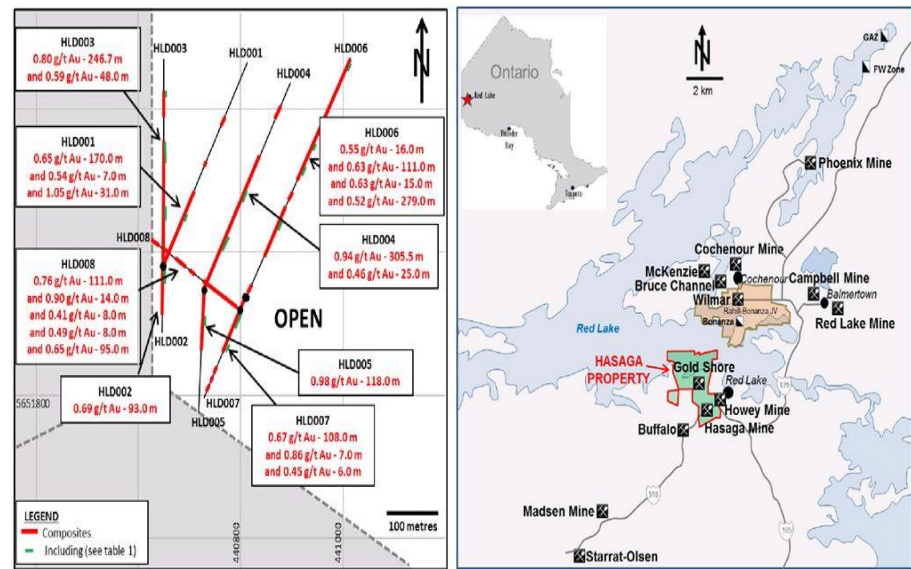 HLD003
0.80 g/t Au - 246.7 m
and 0.59 g/t Au - 48.0 m
HLD001
0.65 g/t Au - 170.0 m
and 0.54 g/t Au - 7.0 m
and 1.05 g/t Au - 31.0 m
HLD008
HLD008
0.76 g/t Au - 111.0 m
and 0.90 g/t Au - 14.0 m
and 0.41 g/t Au - 8.0 m
and 0.49 g/t Au - 8.0 m
and 0.65 g/t Au - 95.0 m
HLD002
0.69 g/t Au - 93.0 m
5651800
HLD003
HLD001
HLD004
HLD006
N
HLD006
0.55 g/t Au - 16.0 m
and 0.63 g/t Au - 111.0 m
and 0.63 g/t Au - 15.0 m
and 0.52 g/t Au - 279.0 m
HLD004
0.94 g/t Au - 305.5 m
and 0.46 g/t Au - 25.0 m
OPEN
HLD002
HLD005
0.98 g/t Au - 118.0 m
HLD007
HLD005
HLD007
0.67 g/t Au - 108.0 m
and 0.86 g/t Au - 7.0 m
and 0.45 g/t Au - 6.0 m
LEGEND
Composites
Including (see table 1)
440800
441000
100 metres
Ontario
Red Lake
Thunder
Bay
Toronto
N
2 km
GAZ
FW Zone
Phoenix Mine
Cochenour Mine
Cochenour
McKenzie
Bruce Channel
Campbell Mine
Balmertown
Wilmar
Rahill-Bonanza JV
Red Lake Mine
Bonanza
Red Lake
HASAGA
PROPERTY
Gold Shore
Red Lake
125
Howey Mine
Hasaga Mine
Buffalo
618
Madsen Mine
105
Starrat-Olsen